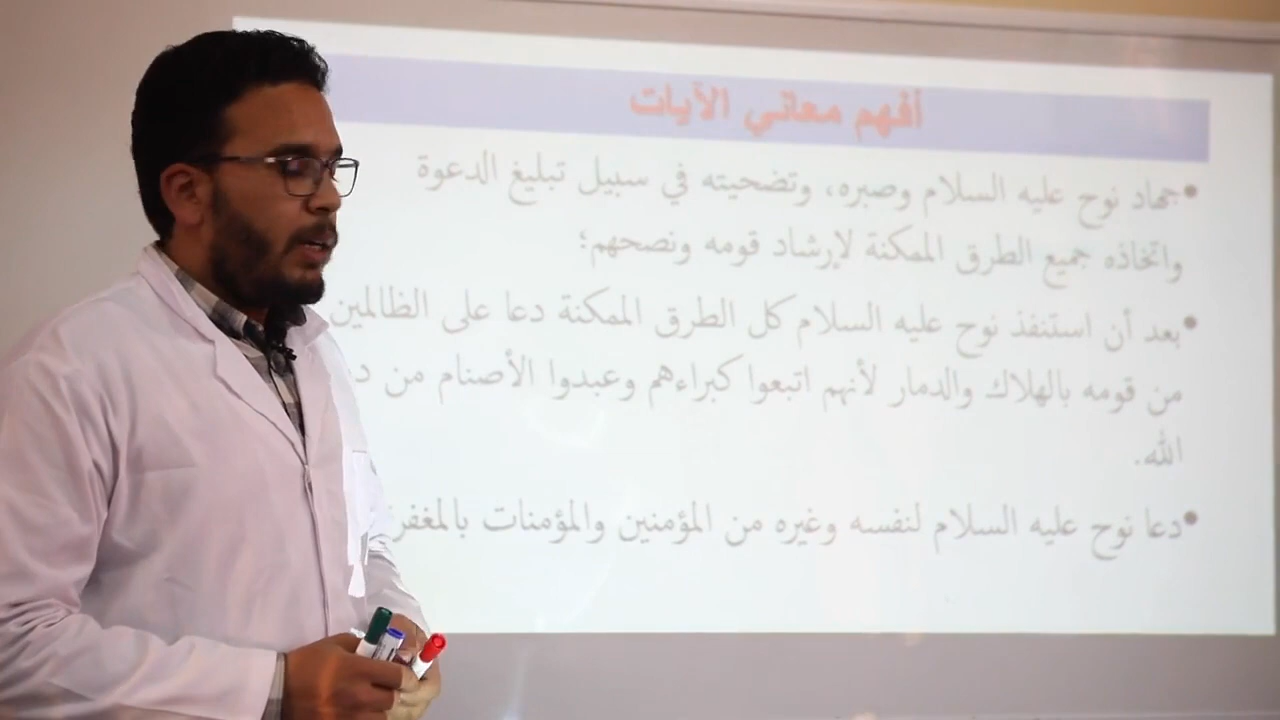 أفهم معاني الآيات
•جهاد نوح عليه السلام وصبره، وتضحيته في سبيل تبليغ الدعوة
واتخاذه جميع الطرق الممكنة لإرشاد قومه ونصحهم؛
•بعد أن استنفذ نوح عليه السلام كل الطرق الممكنة دعا على الظالمين
من قومه بالهلاك والدمار لأنهم اتبعوا كبراءهم وعبدوا الأصنام من
الله.
•دعا نوح عليه السلام لنفسه وغيره من المؤمنين والمؤمنات